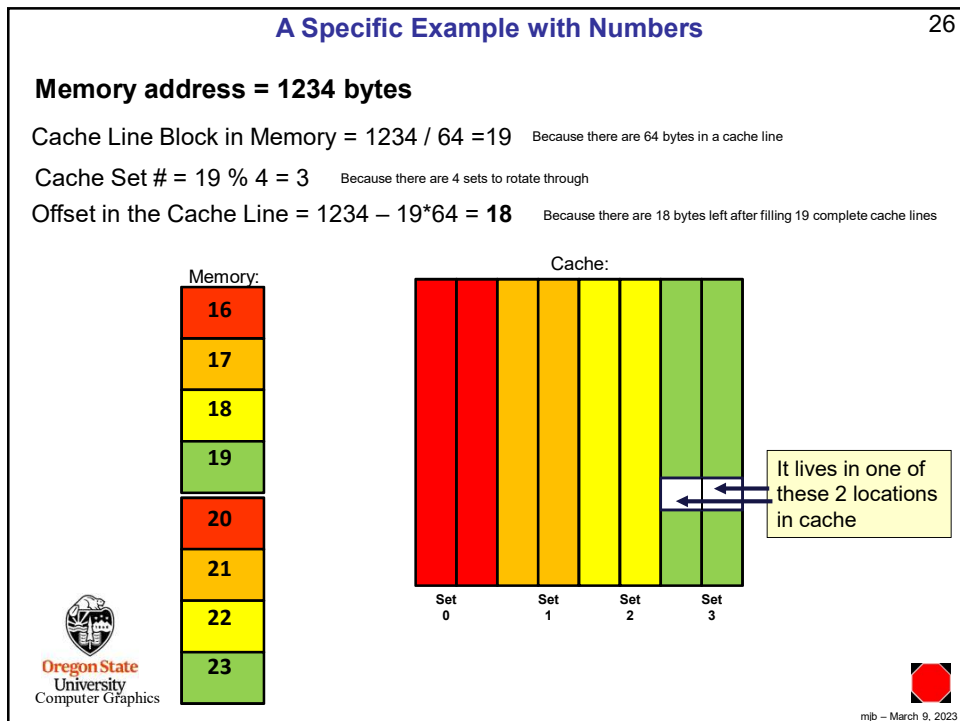 A Specific Example with Numbers
26
Memory address = 1234 bytes
Cache Line Block in Memory = 1234 / 64 =19 Because there are 64 bytes in a cache line
Cache Set # = 19 % 4 = 3 Because there are 4 sets to rotate through
Offset in the Cache Line = 1234 – 19*64 = 18 Because there are 18 bytes left after filling 19 complete cache lines
Memory:
16
17
18
19
20
21
22
23
Cache:
It lives in one of
these 2 locations
in cache
Set Set Set Set
0 1 2 3
Oregon State
University
Computer Graphics
mjb – March 9, 2023